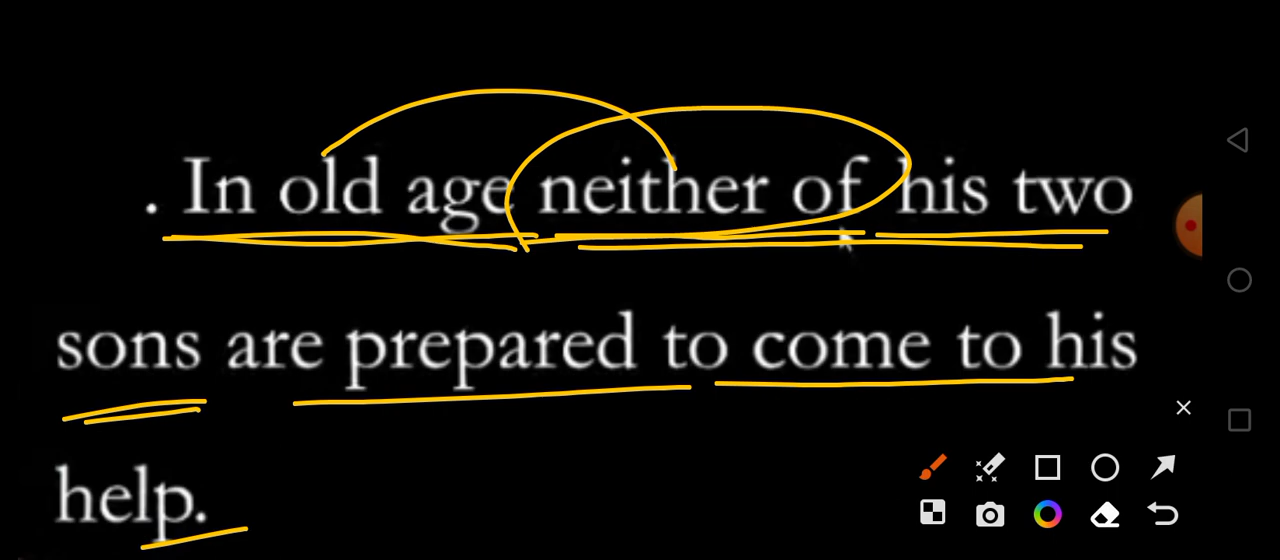 . In old age neither of his two
sons are prepared to come to his
help.